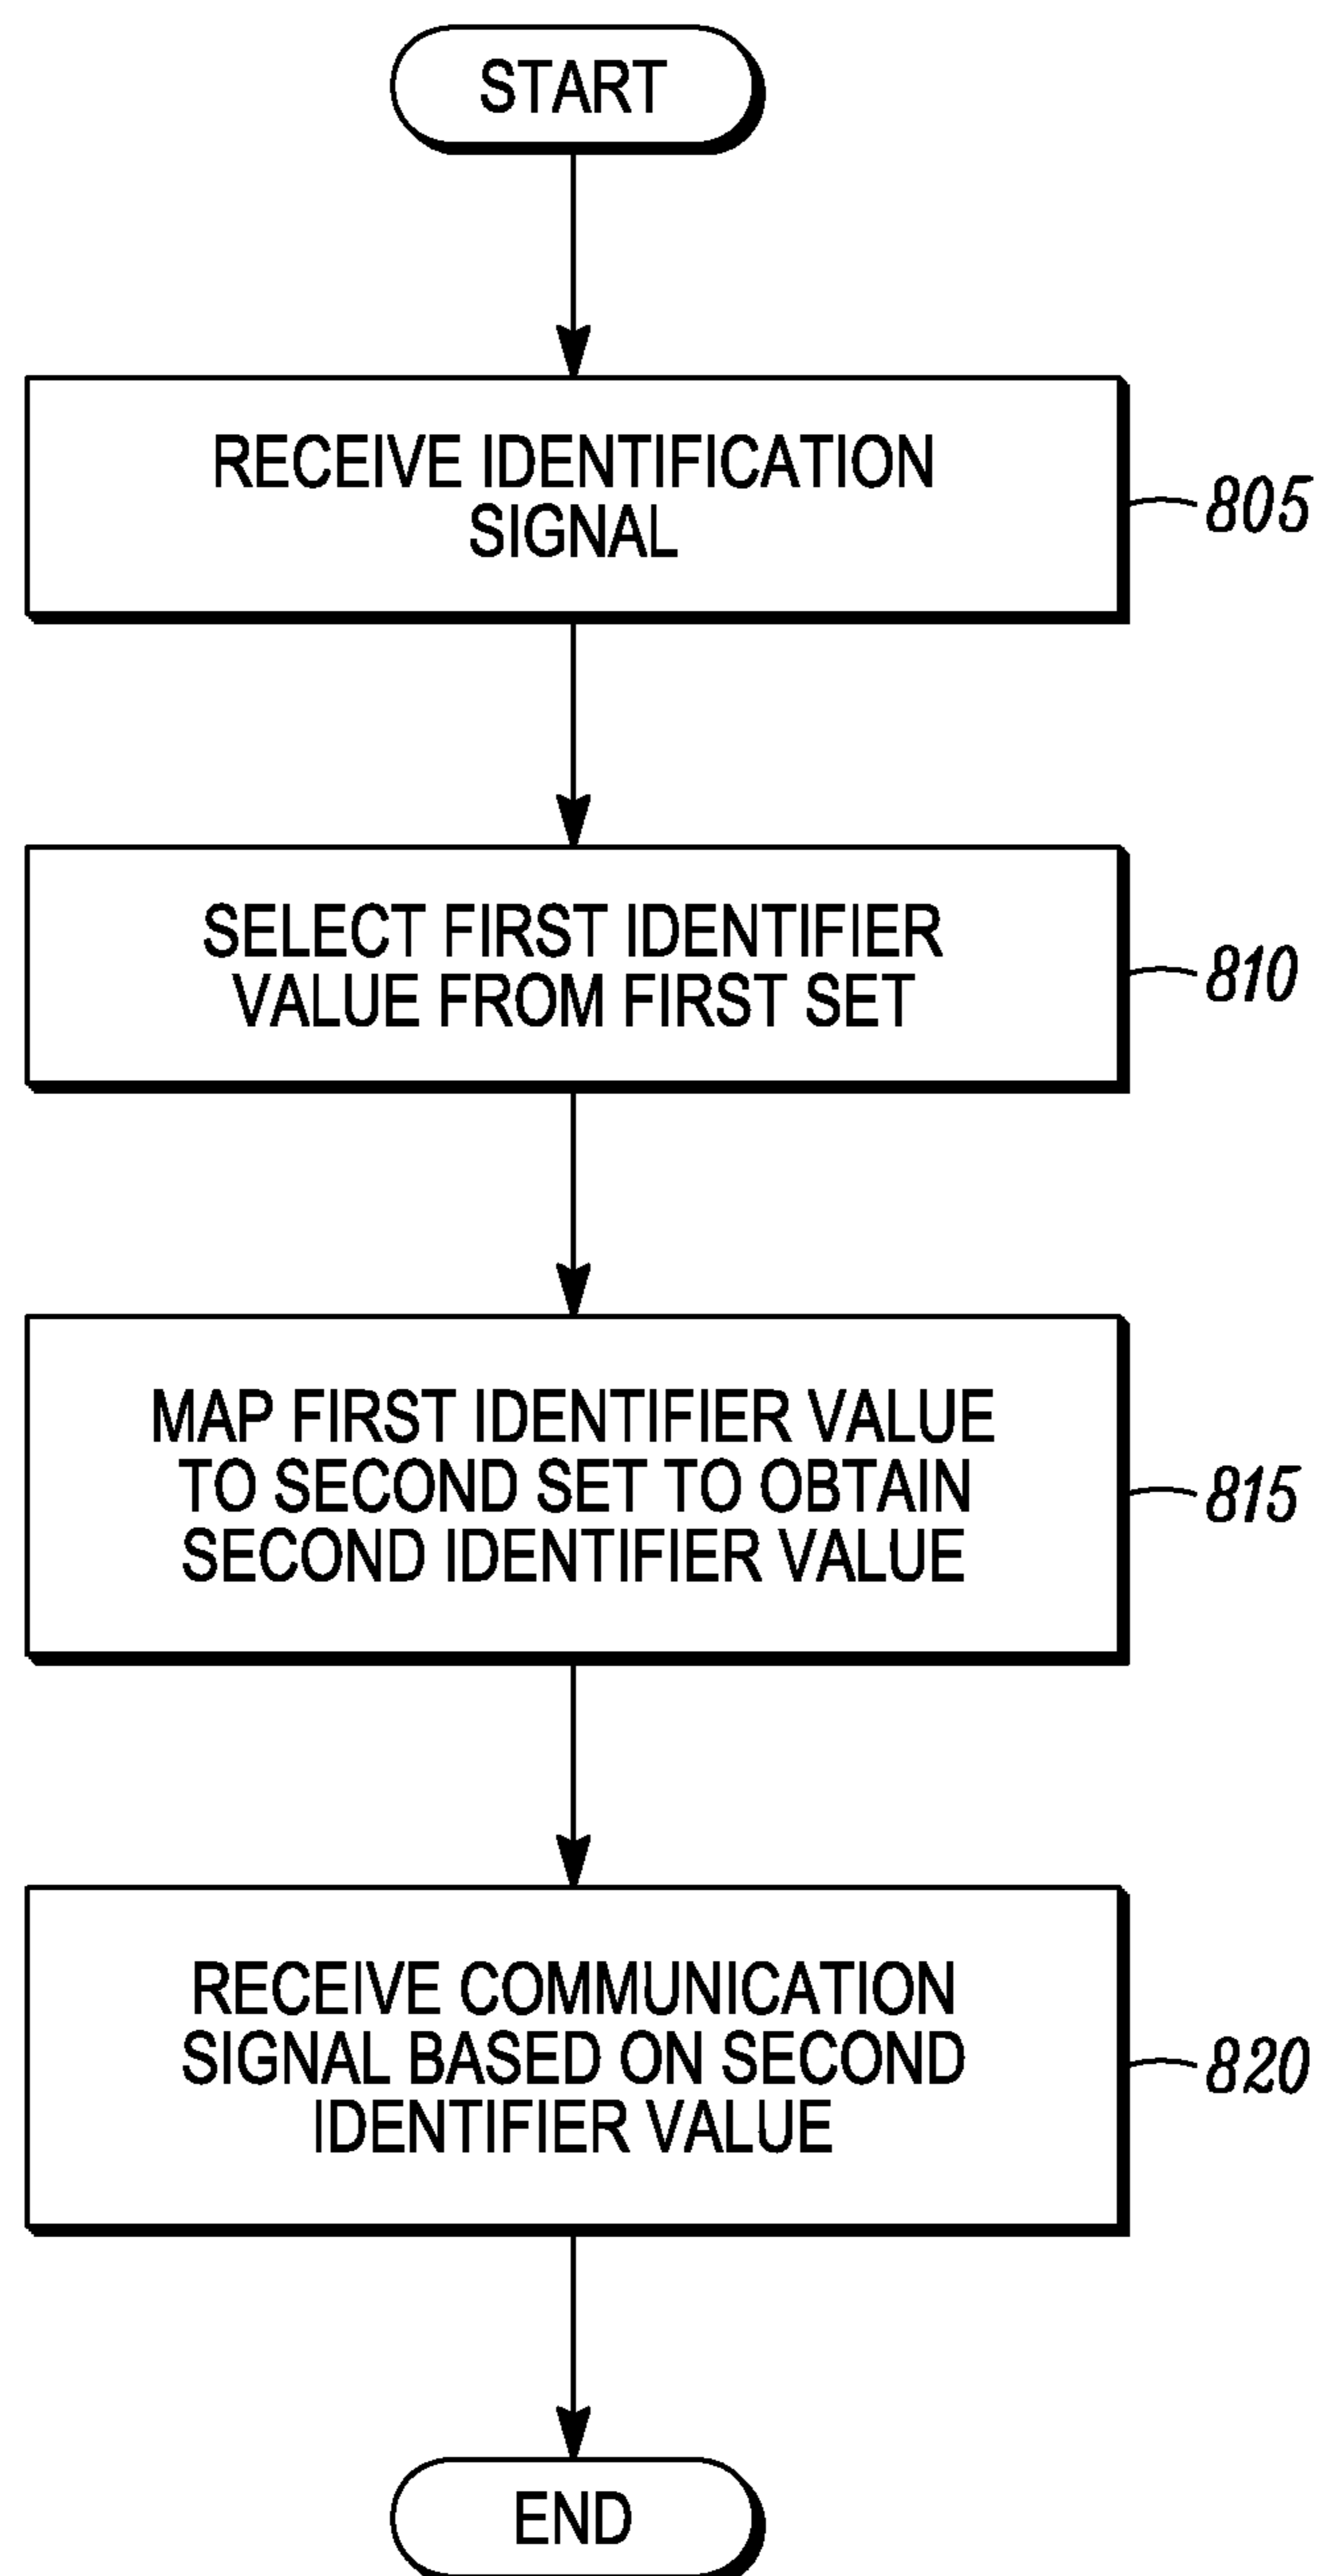 START
RECEIVE IDENTIFICATION
SIGNAL
805
SELECT FIRST IDENTIFIER
VALUE FROM FIRST SET
810
MAP FIRST IDENTIFIER VALUE
TO SECOND SET TO OBTAIN
SECOND IDENTIFIER VALUE
815
RECEIVE COMMUNICATION
SIGNAL BASED ON SECOND
IDENTIFIER VALUE
820
END